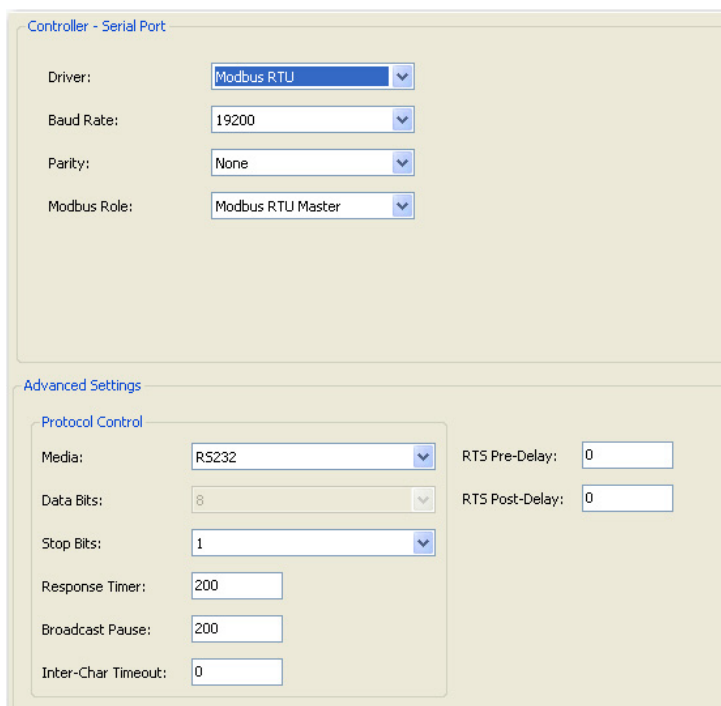 Controller - Serial Port
Driver: Modbus RTU
Baud Rate: 19200
Parity: None
Modbus Role: Modbus RTU Master
Advanced Settings
Protocol Control
Media: RS232 RTS Pre-Delay: 0
Data Bits: 8 RTS Post-Delay: 0
Stop Bits: 1
Response Timer: 200
Broadcast Pause: 200
Inter-Char Timeout: 0